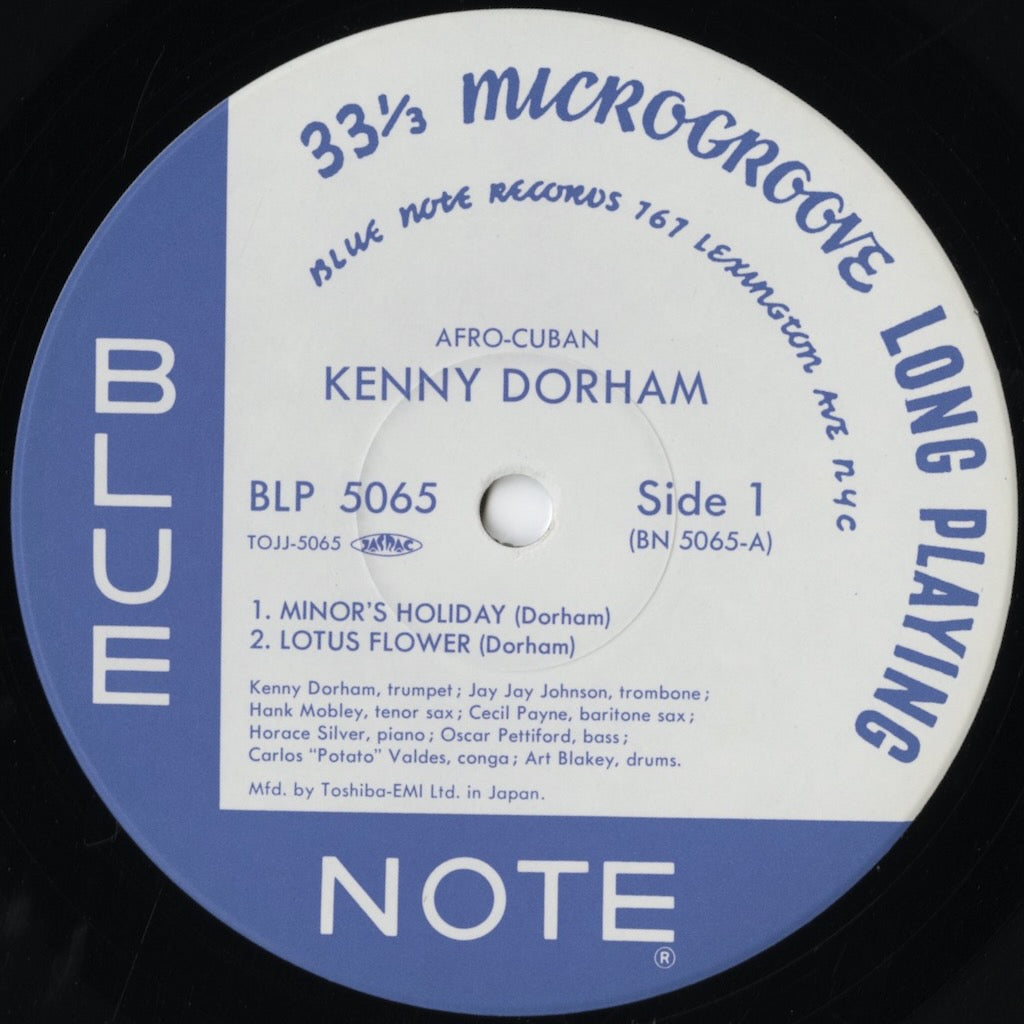 33⅓ MICROGROOVE LONG PLAYING
BLUE NOTE RECORDS 767 LEXINGTON AVE NYC
AFRO-CUBAN
KENNY DORHAM
BLP 5065 Side 1
TOJJ-5065 JASRAC (BN 5065-A)
1. MINOR'S HOLIDAY (Dorham)
2. LOTUS FLOWER (Dorham)
Kenny Dorham, trumpet; Jay Jay Johnson, trombone;
Hank Mobley, tenor sax; Cecil Payne, baritone sax;
Horace Silver, piano; Oscar Pettiford, bass;
Carlos "Potato" Valdes, conga; Art Blakey, drums.
Mfd. by Toshiba-EMI Ltd. in Japan.
BLUE
NOTE
®